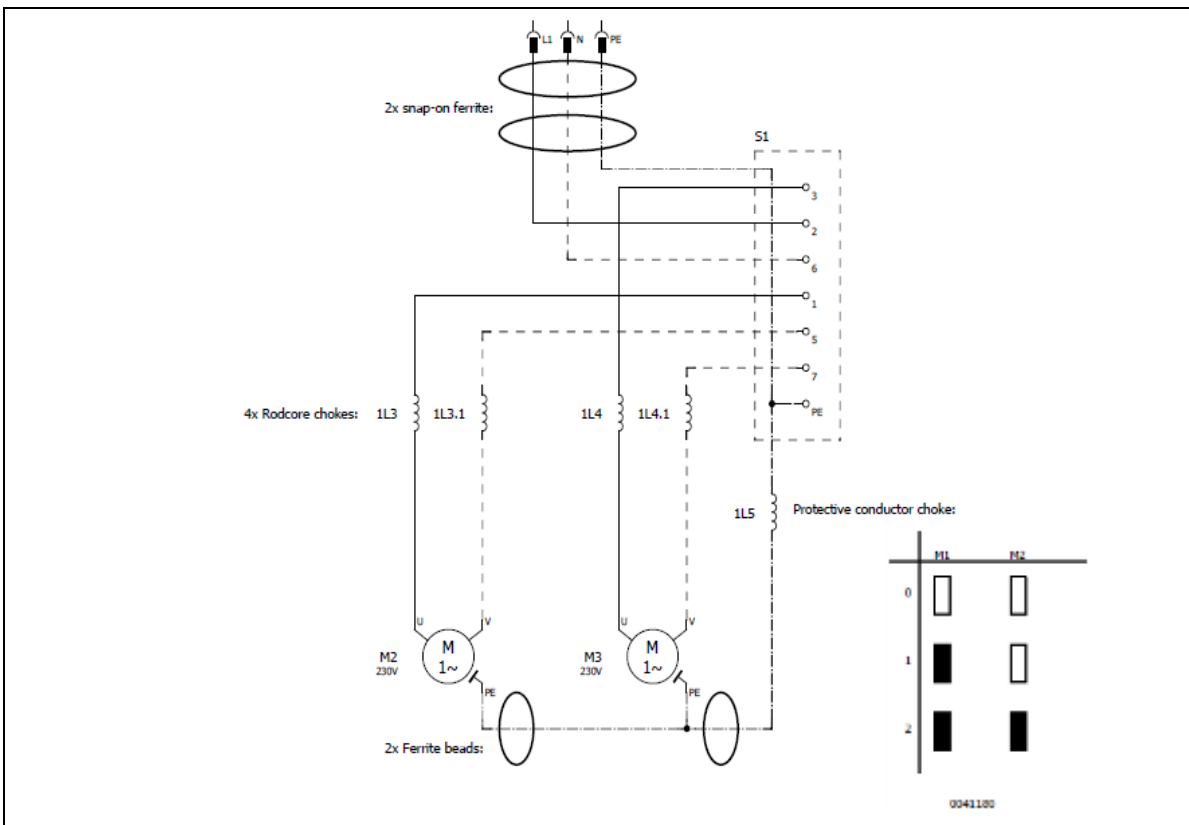 L1 N PE
2x snap-on ferrite:
S1
3
2
6
1
5
7
PE
4x Rodcore chokes: 1L3 1L3.1 1L4 1L4.1
1L5 Protective conductor choke:
M1 M2
0
1
2
U V U V
M2 M 1~ M3 M 1~
230V 230V
PE PE
2x Ferrite beads:
0041180